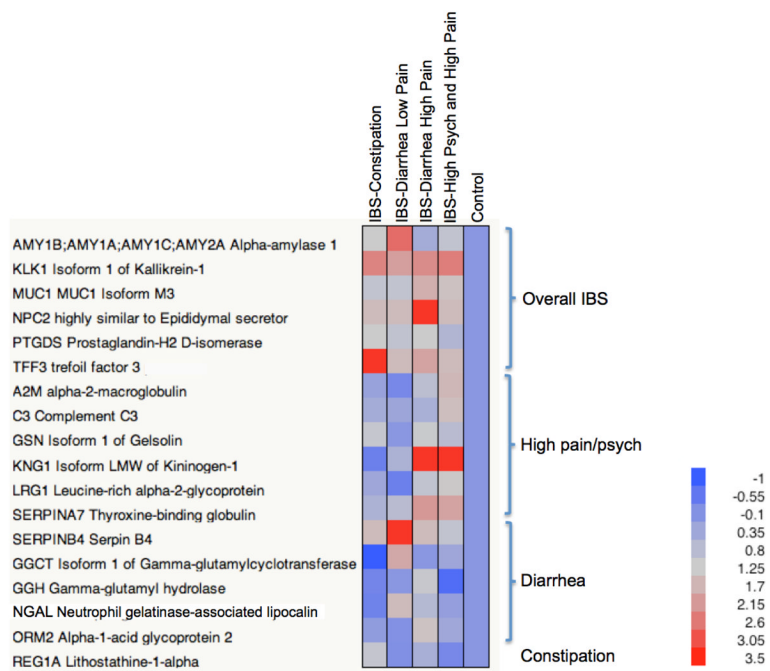 IBS-Constipation
IBS-Diarrhea Low Pain
IBS-Diarrhea High Pain
IBS-High Psych and High Pain
Control
AMY1B;AMY1A;AMY1C;AMY2A Alpha-amylase 1
KLK1 Isoform 1 of Kallikrein-1
MUC1 MUC1 Isoform M3
NPC2 highly similar to Epididymal secretor
PTGDS Prostaglandin-H2 D-isomerase
TFF3 trefoil factor 3
A2M alpha-2-macroglobulin
C3 Complement C3
GSN Isoform 1 of Gelsolin
KNG1 Isoform LMW of Kininogen-1
LRG1 Leucine-rich alpha-2-glycoprotein
SERPINA7 Thyroxine-binding globulin
SERPINB4 Serpin B4
GGCT Isoform 1 of Gamma-glutamylcyclotransferase
GGH Gamma-glutamyl hydrolase
NGAL Neutrophil gelatinase-associated lipocalin
ORM2 Alpha-1-acid glycoprotein 2
REG1A Lithostathine-1-alpha
Overall IBS
High pain/psych
Diarrhea
Constipation
-1
-0.55
-0.1
0.35
0.8
1.25
1.7
2.15
2.6
3.05
3.5